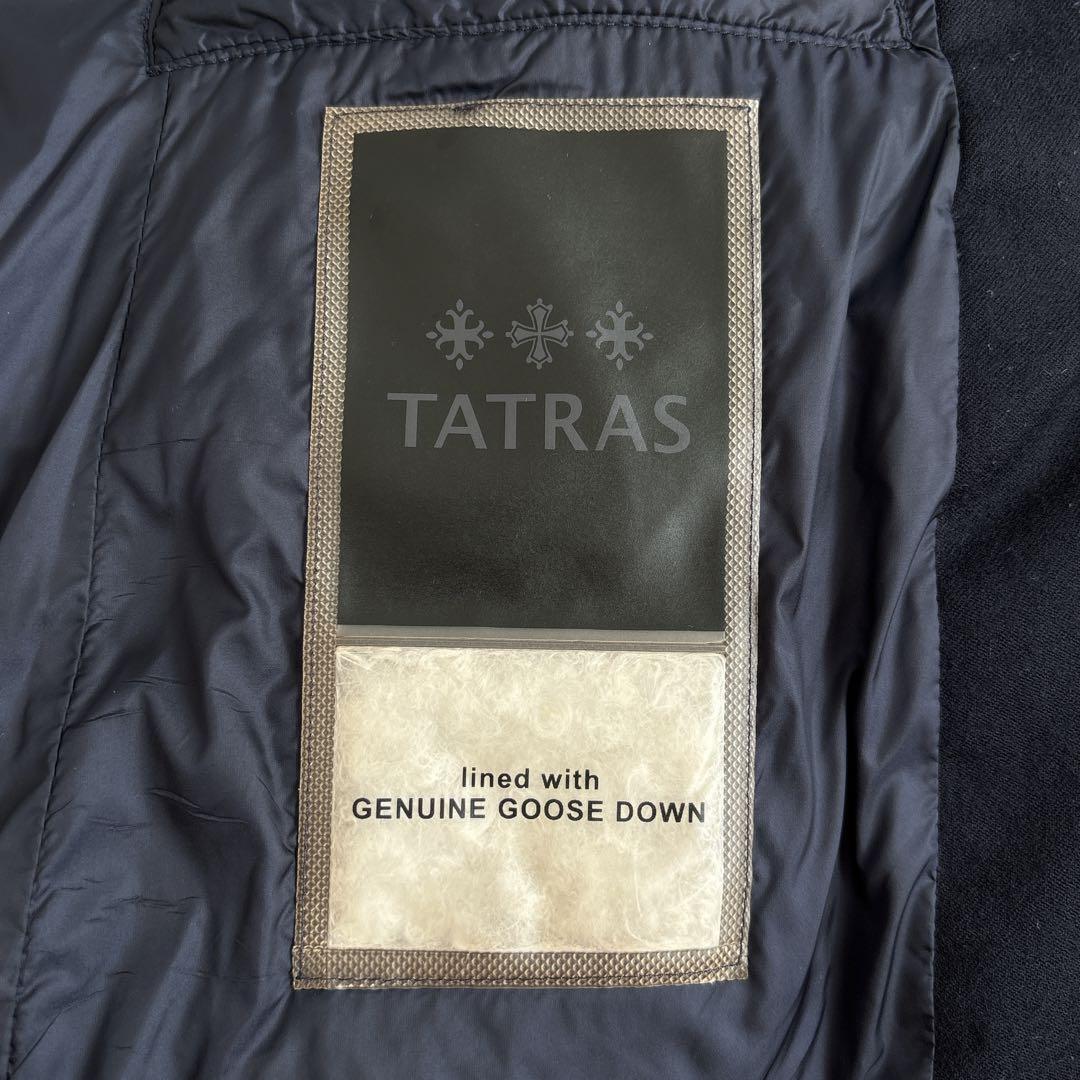 TATRAS
lined with
GENUINE GOOSE DOWN